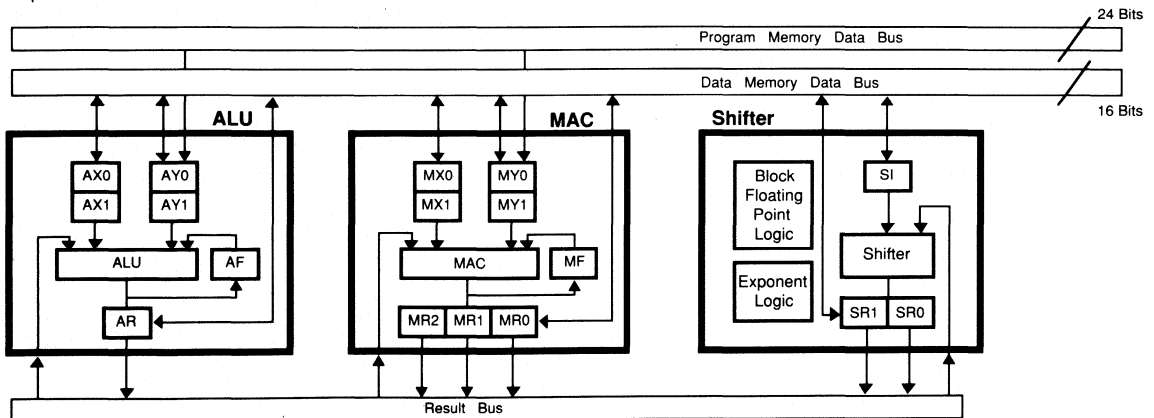 24 Bits
Program Memory Data Bus
Data Memory Data Bus
16 Bits
ALU
MAC
Shifter
AX0
AY0
AX1
AY1
ALU
AF
AR
MX0
MY0
MX1
MY1
MAC
MF
MR2
MR1
MR0
Block
Floating
Point
Logic
Exponent
Logic
SI
Shifter
SR1
SR0
Result Bus